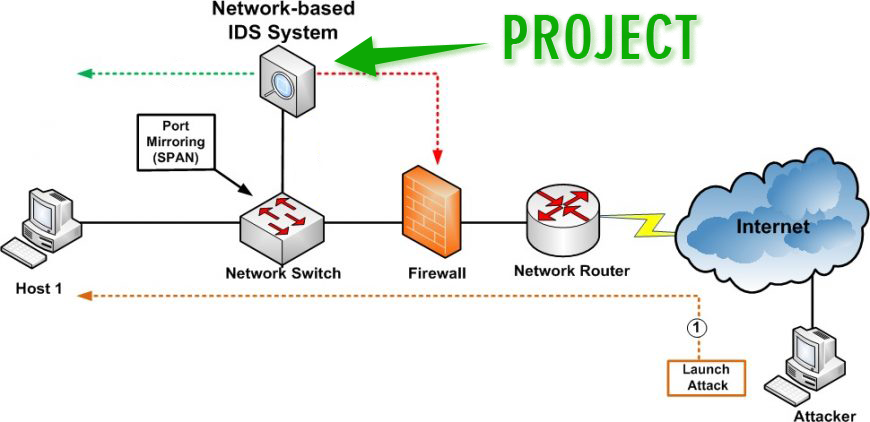 Network-based
IDS System
PROJECT
Port
Mirroring
(SPAN)
Internet
Network Switch
Firewall
Network Router
Host 1
1
Launch
Attack
Attacker